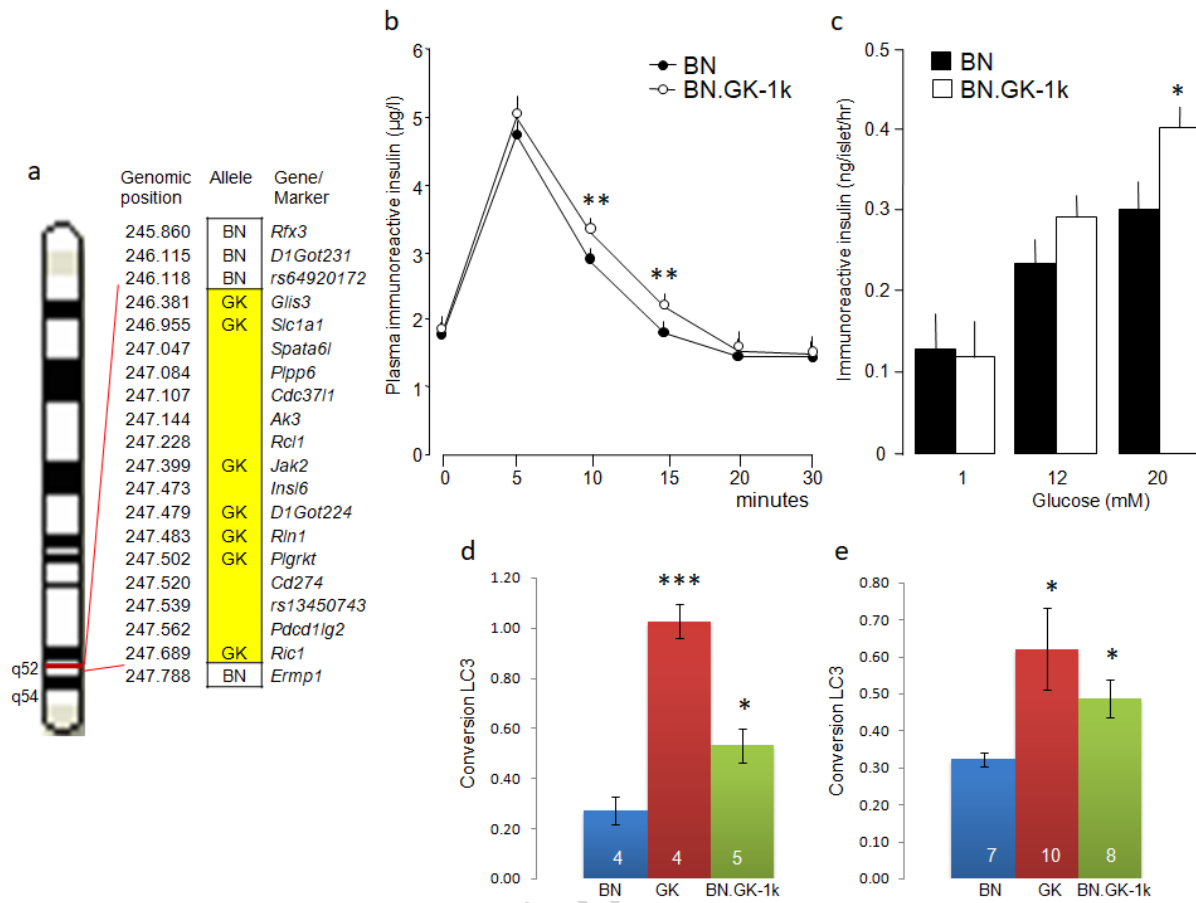 a
Genomic position Allele Gene/Marker
245.860 BN Rfx3
246.115 BN D1Got231
246.118 BN rs64920172
246.381 GK Glis3
246.955 GK Slc1a1
247.047 Spata6l
247.084 Plpp6
247.107 Cdc37l1
247.144 Ak3
247.228 Rcl1
247.399 GK Jak2
247.473 Insl6
247.479 GK D1Got224
247.483 GK Rln1
247.502 GK Plgrkt
247.520 Cd274
247.539 rs13450743
247.562 Pdcd1lg2
247.689 GK Ric1
247.788 BN Ermp1
q52
q54
b
Plasma immunoreactive insulin (µg/l)
6
5
4
3
2
1
0
BN
BN.GK-1k
**
**
0 5 10 15 20 30
minutes
c
Immunoreactive insulin (ng/islet/hr)
0.5
0.4
0.3
0.2
0.1
0
BN
BN.GK-1k
*
1 12 20
Glucose (mM)
d
Conversion LC3
1.20
1.00
0.80
0.60
0.40
0.20
0.00
***
*
4 4 5
BN GK BN.GK-1k
e
Conversion LC3
0.80
0.70
0.60
0.50
0.40
0.30
0.20
0.10
0.00
*
*
7 10 8
BN GK BN.GK-1k